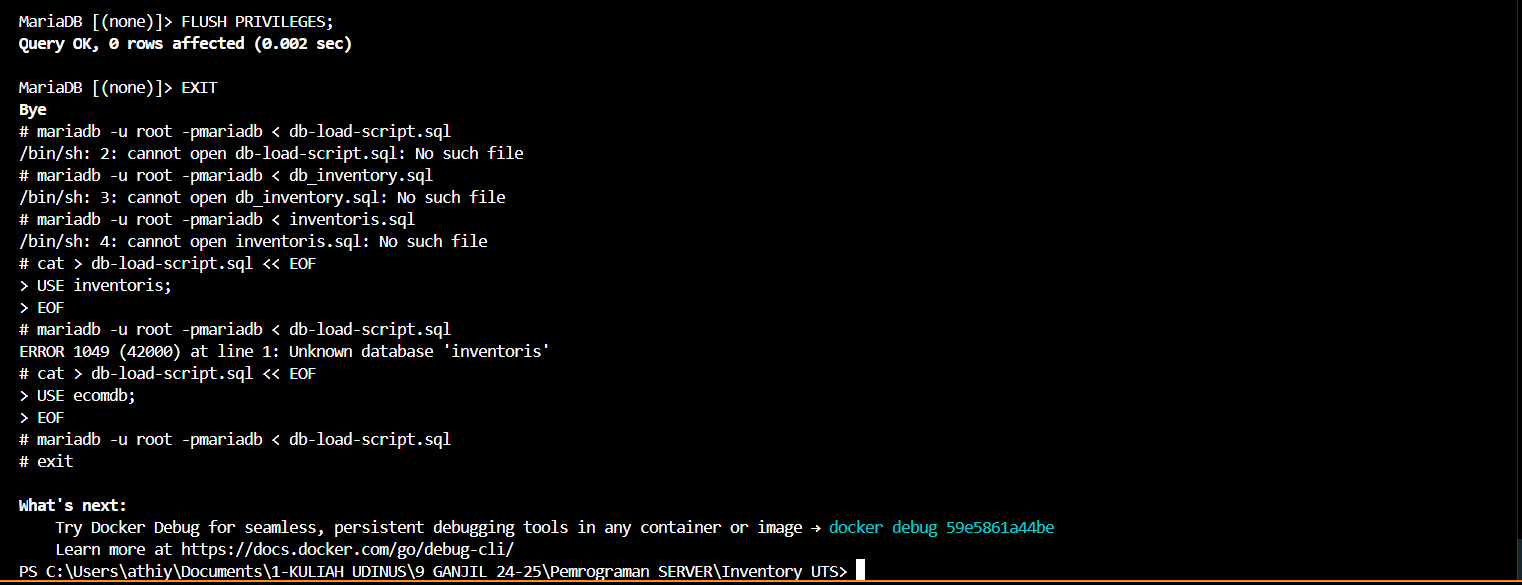 MariaDB [(none)]> FLUSH PRIVILEGES;
Query OK, 0 rows affected (0.002 sec)
MariaDB [(none)]> EXIT
Bye
# mariadb -u root -pmariadb < db-load-script.sql
/bin/sh: 2: cannot open db-load-script.sql: No such file
# mariadb -u root -pmariadb < db_inventory.sql
/bin/sh: 3: cannot open db_inventory.sql: No such file
# mariadb -u root -pmariadb < inventoris.sql
/bin/sh: 4: cannot open inventoris.sql: No such file
# cat > db-load-script.sql << EOF
> USE inventoris;
> EOF
# mariadb -u root -pmariadb < db-load-script.sql
ERROR 1049 (42000) at line 1: Unknown database 'inventoris'
# cat > db-load-script.sql << EOF
> USE ecomdb;
> EOF
# mariadb -u root -pmariadb < db-load-script.sql
# exit
What's next:
Try Docker Debug for seamless, persistent debugging tools in any container or image → docker debug 59e5861a44be
Learn more at https://docs.docker.com/go/debug-cli/
PS C:\Users\athiy\Documents\1-KULIAH UDINUS\9 GANJIL 24-25\Pemrograman SERVER\Inventory UTS>